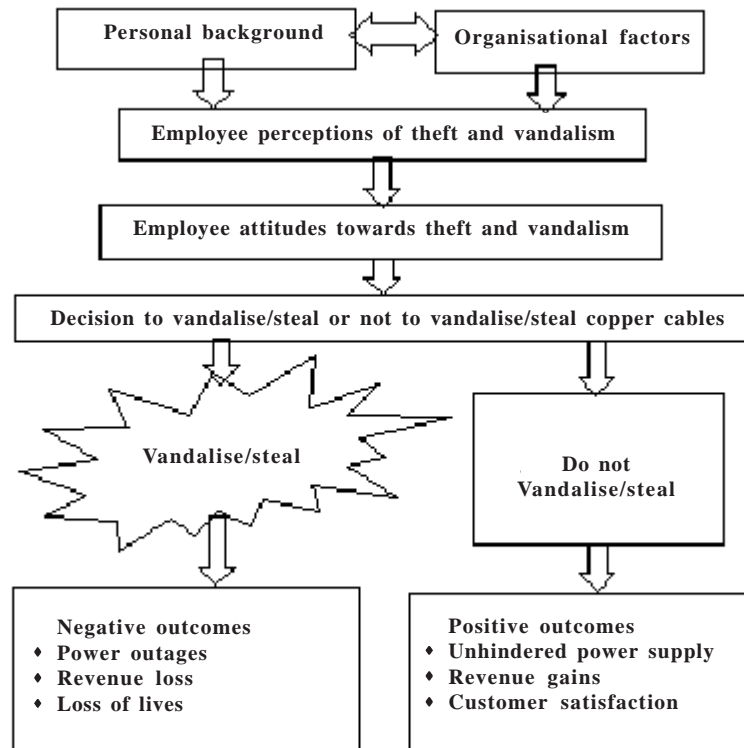 Personal background
Organisational factors
Employee perceptions of theft and vandalism
Employee attitudes towards theft and vandalism
Decision to vandalise/steal or not to vandalise/steal copper cables
Vandalise/steal
Do not
Vandalise/steal
Negative outcomes
♦ Power outages
♦ Revenue loss
♦ Loss of lives
Positive outcomes
♦ Unhindered power supply
♦ Revenue gains
♦ Customer satisfaction